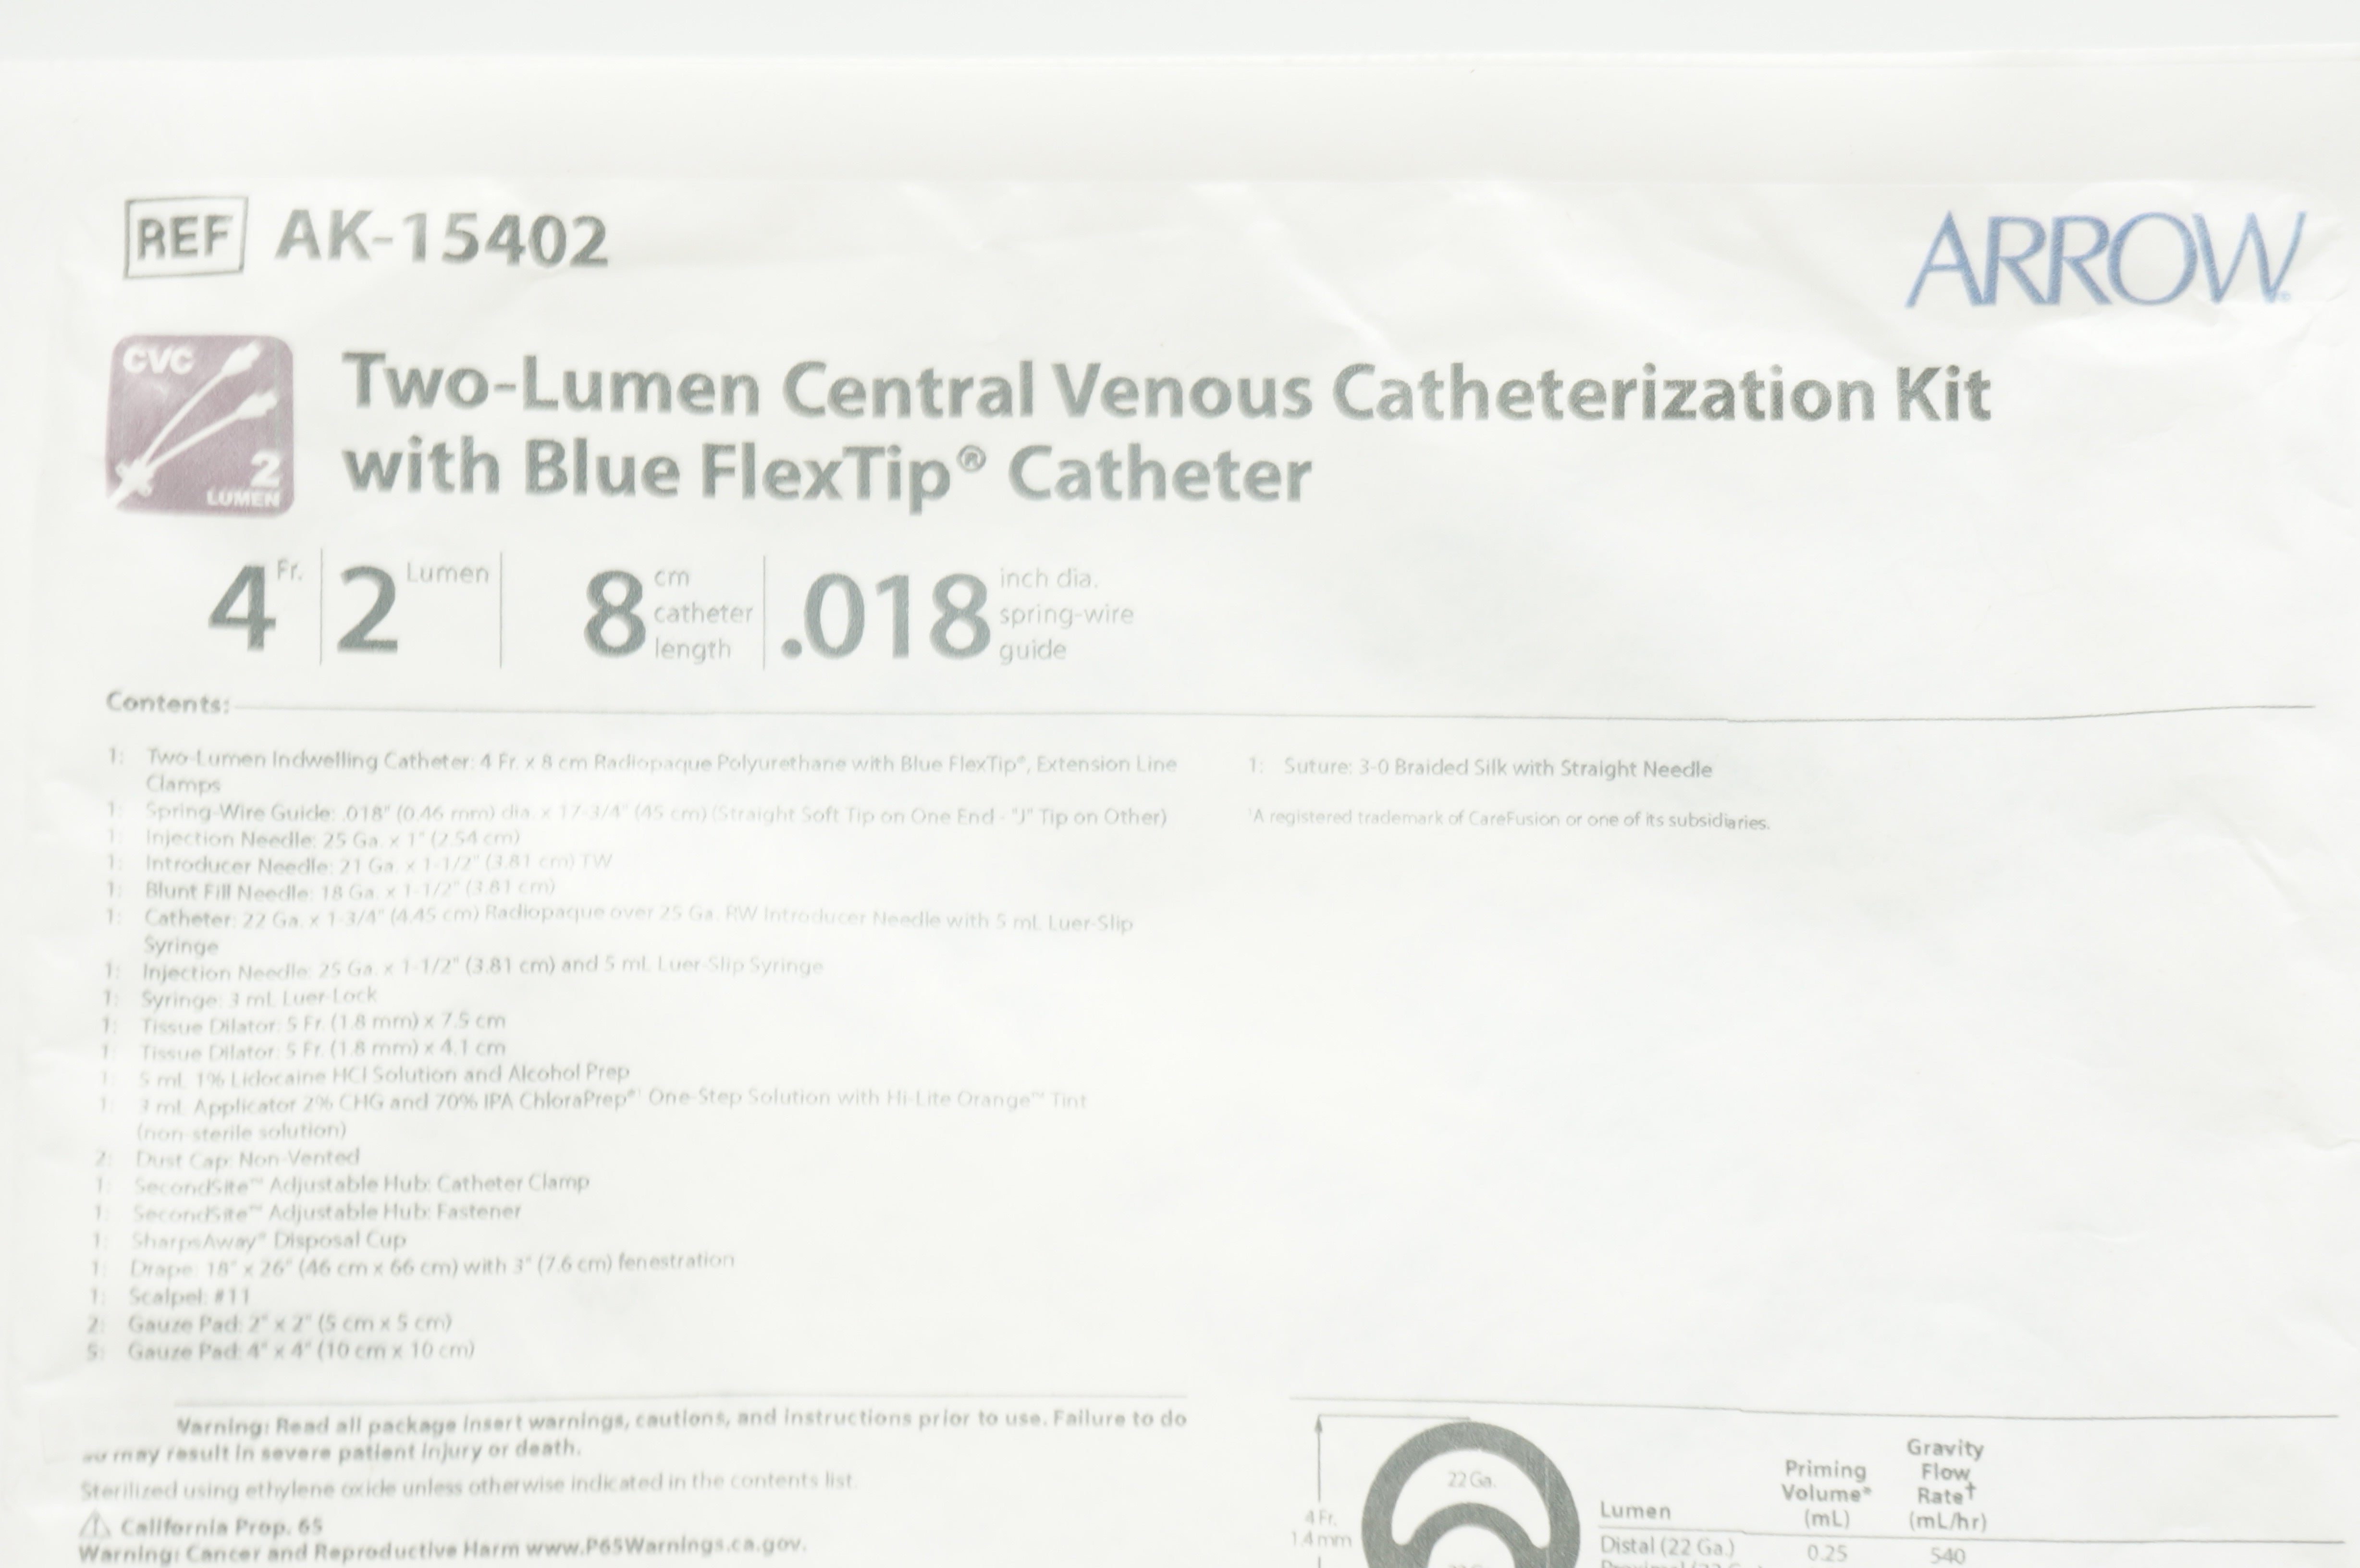 REF AK-15402
ARROW®
CVC
2
LUMEN
Two-Lumen Central Venous Catheterization Kit
with Blue FlexTip® Catheter
4 Fr. 2 Lumen 8 cm catheter length .018 inch dia. spring-wire guide
Contents:
1: Two-Lumen Indwelling Catheter: 4 Fr. x 8 cm Radiopaque Polyurethane with Blue FlexTip®, Extension Line
Clamps
1: Spring-Wire Guide: .018" (0.46 mm) dia. x 17-3/4" (45 cm) (Straight Soft Tip on One End - "J" Tip on Other)
1: Injection Needle: 25 Ga. x 1" (2.54 cm)
1: Introducer Needle: 21 Ga. x 1-1/2" (3.81 cm) TW
1: Blunt Fill Needle: 18 Ga. x 1-1/2" (3.81 cm)
1: Catheter: 22 Ga. x 1-3/4" (4.45 cm) Radiopaque over 25 Ga. RW Introducer Needle with 5 mL Luer-Slip
Syringe
1: Injection Needle: 25 Ga. x 1-1/2" (3.81 cm) and 5 mL Luer-Slip Syringe
1: Syringe: 3 mL Luer-Lock
1: Tissue Dilator: 5 Fr. (1.8 mm) x 7.5 cm
1: Tissue Dilator: 5 Fr. (1.8 mm) x 4.1 cm
1: 5 mL 1% Lidocaine HCl Solution and Alcohol Prep
1: 3 mL Applicator 2% CHG and 70% IPA ChloraPrep®¹ One-Step Solution with Hi-Lite Orange™ Tint
(non-sterile solution)
2: Dust Cap: Non-Vented
1: SecondSite™ Adjustable Hub: Catheter Clamp
1: SecondSite™ Adjustable Hub: Fastener
1: SharpsAway® Disposal Cup
1: Drape: 18" x 26" (46 cm x 66 cm) with 3" (7.6 cm) fenestration
1: Scalpel: #11
2: Gauze Pad: 2" x 2" (5 cm x 5 cm)
5: Gauze Pad: 4" x 4" (10 cm x 10 cm)
1: Suture: 3-0 Braided Silk with Straight Needle
¹A registered trademark of CareFusion or one of its subsidiaries.
Warning: Read all package insert warnings, cautions, and instructions prior to use. Failure to do
so may result in severe patient injury or death.
Sterilized using ethylene oxide unless otherwise indicated in the contents list.
⚠ California Prop. 65
Warning: Cancer and Reproductive Harm www.P65Warnings.ca.gov.
22 Ga.
4 Fr.
1.4 mm
Lumen Priming Volume* (mL) Gravity Flow Rate† (mL/hr)
Distal (22 Ga.) 0.25 540